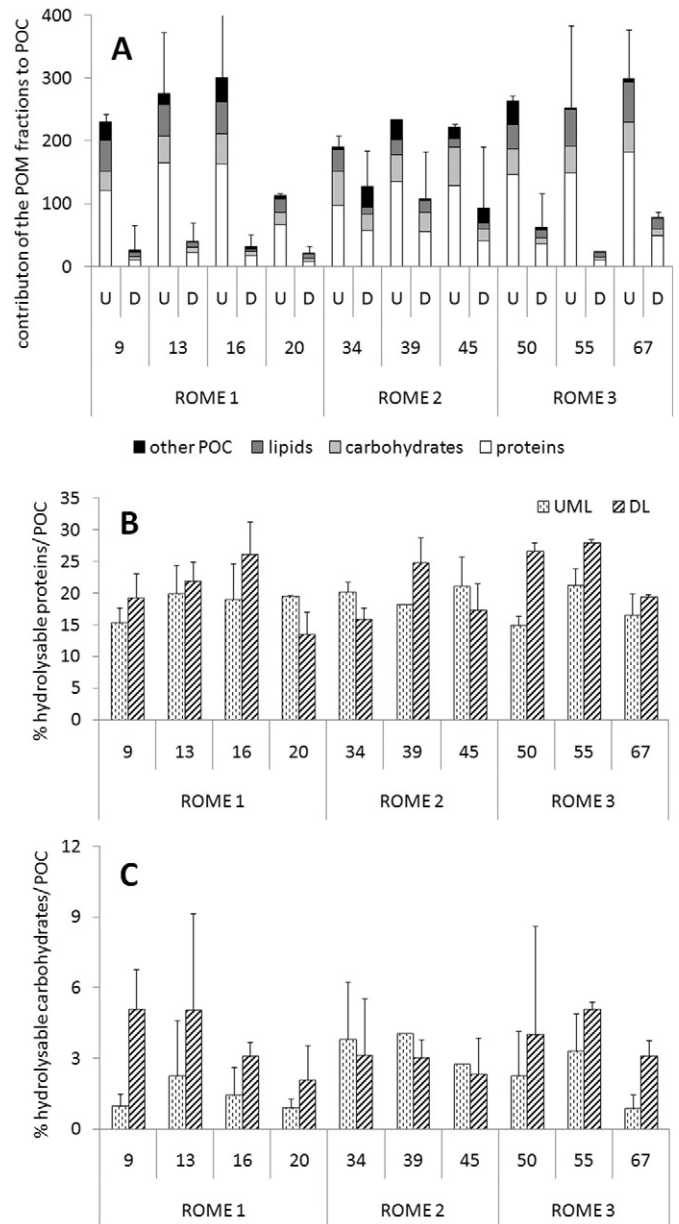 A
contributon of the POM fractions to POC
400
300
200
100
0
U D U D U D U D U D U D U D U D U D U D
9 13 16 20 34 39 45 50 55 67
ROME 1 ROME 2 ROME 3
other POC lipids carbohydrates proteins
B
UML DL
% hydrolysable proteins/ POC
35
30
25
20
15
10
5
0
9 13 16 20 34 39 45 50 55 67
ROME 1 ROME 2 ROME 3
C
% hydrolysable carbohydrates/ POC
12
9
6
3
0
9 13 16 20 34 39 45 50 55 67
ROME 1 ROME 2 ROME 3